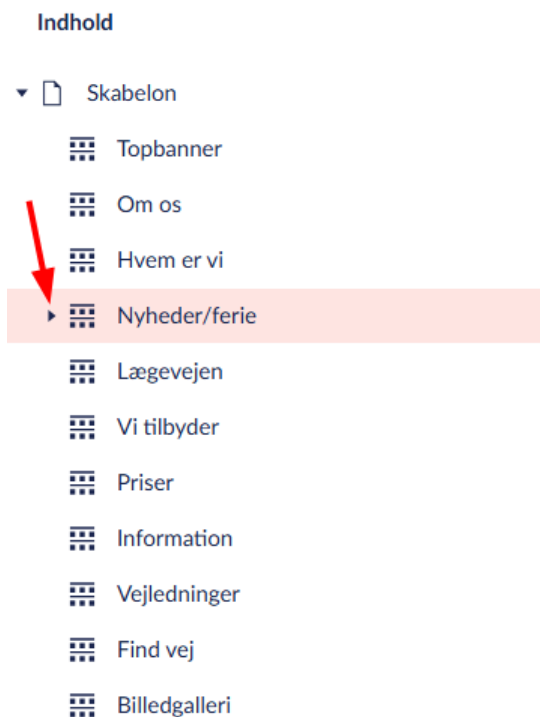 Indhold
Skabelon
Topbanner
Om os
Hvem er vi
Nyheder/ferie
Lægevejen
Vi tilbyder
Priser
Information
Vejledninger
Find vej
Billedgalleri